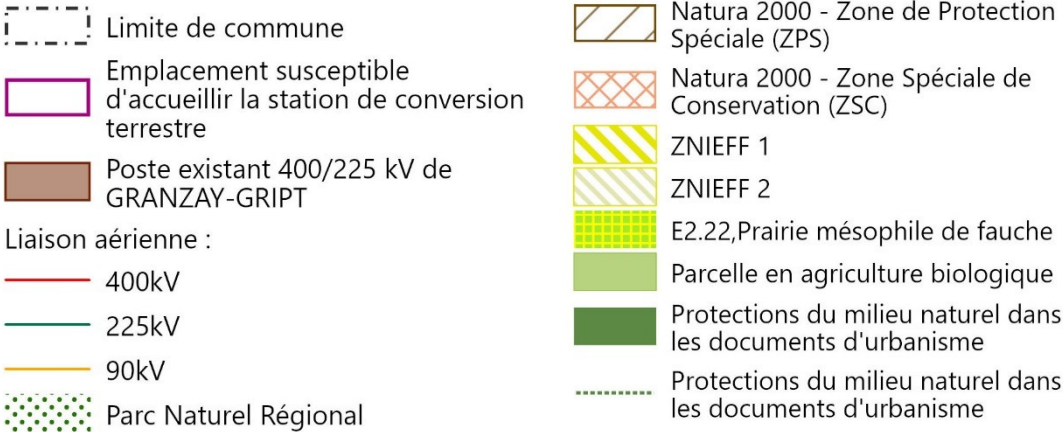 Limite de commune
Emplacement susceptible
d'accueillir la station de conversion
terrestre
Poste existant 400/225 kV de
GRANZAY-GRIPT
Liaison aérienne :
400kV
225kV
90kV
Parc Naturel Régional
Natura 2000 - Zone de Protection
Spéciale (ZPS)
Natura 2000 - Zone Spéciale de
Conservation (ZSC)
ZNIEFF 1
ZNIEFF 2
E2.22,Prairie mésophile de fauche
Parcelle en agriculture biologique
Protections du milieu naturel dans
les documents d'urbanisme
Protections du milieu naturel dans
les documents d'urbanisme